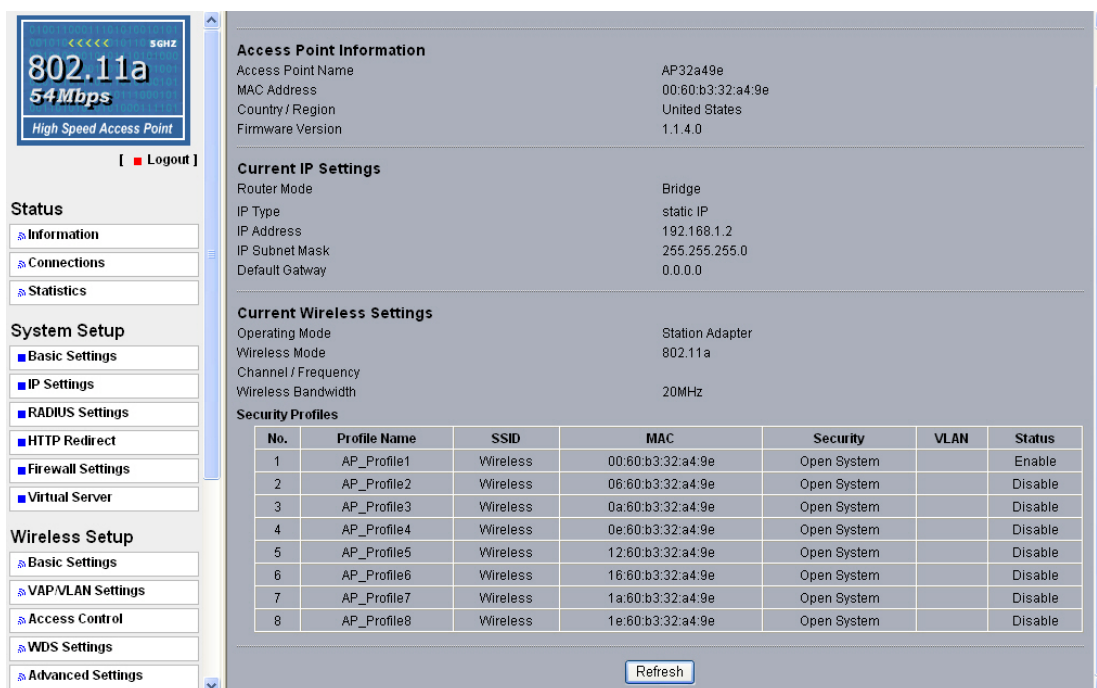 5GHZ
802.11a
54Mbps
High Speed Access Point
[ Logout ]
Status
Information
Connections
Statistics
System Setup
Basic Settings
IP Settings
RADIUS Settings
HTTP Redirect
Firewall Settings
Virtual Server
Wireless Setup
Basic Settings
VAP/VLAN Settings
Access Control
WDS Settings
Advanced Settings
Access Point Information
Access Point Name AP32a49e
MAC Address 00:60:b3:32:a4:9e
Country / Region United States
Firmware Version 1.1.4.0
Current IP Settings
Router Mode Bridge
IP Type static IP
IP Address 192.168.1.2
IP Subnet Mask 255.255.255.0
Default Gatway 0.0.0.0
Current Wireless Settings
Operating Mode Station Adapter
Wireless Mode 802.11a
Channel / Frequency
Wireless Bandwidth 20MHz
Security Profiles
No. Profile Name SSID MAC Security VLAN Status
1 AP_Profile1 Wireless 00:60:b3:32:a4:9e Open System Enable
2 AP_Profile2 Wireless 06:60:b3:32:a4:9e Open System Disable
3 AP_Profile3 Wireless 0a:60:b3:32:a4:9e Open System Disable
4 AP_Profile4 Wireless 0e:60:b3:32:a4:9e Open System Disable
5 AP_Profile5 Wireless 12:60:b3:32:a4:9e Open System Disable
6 AP_Profile6 Wireless 16:60:b3:32:a4:9e Open System Disable
7 AP_Profile7 Wireless 1a:60:b3:32:a4:9e Open System Disable
8 AP_Profile8 Wireless 1e:60:b3:32:a4:9e Open System Disable
Refresh